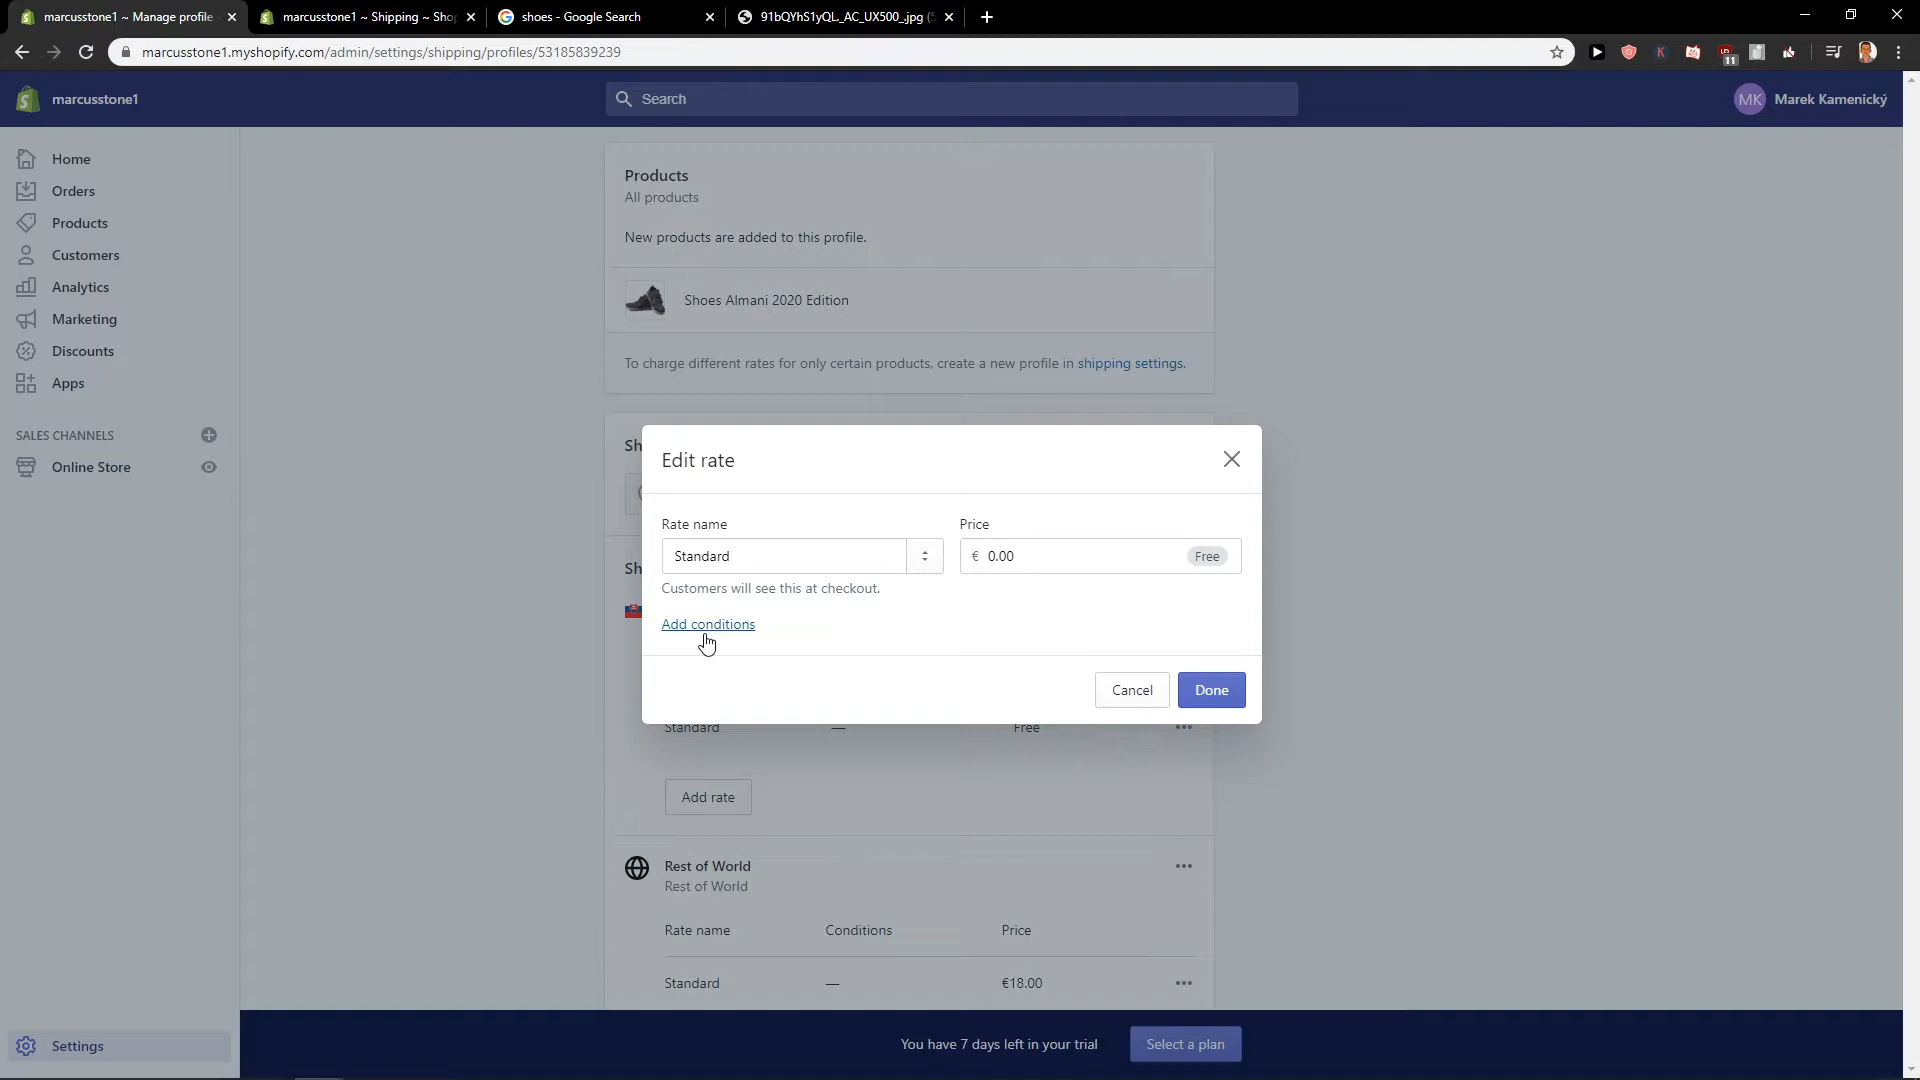 marcusstone1 ~ Manage profile
marcusstone1 ~ Shipping ~ Sho
shoes - Google Search
91bQYhS1yQL._AC_UX500_.jpg (5
marcusstone1.myshopify.com/admin/settings/shipping/profiles/53185839239
11
marcusstone1
Search
MK
Marek Kamenický
Home
Orders
Products
Customers
Analytics
Marketing
Discounts
Apps
SALES CHANNELS
Online Store
Settings
Products
All products
New products are added to this profile.
Shoes Almani 2020 Edition
To charge different rates for only certain products, create a new profile in shipping settings.
Sh
Sh
Edit rate
Rate name
Price
Standard
€ 0.00
Free
Customers will see this at checkout.
Add conditions
Cancel
Done
Standard — Free
Add rate
Rest of World
Rest of World
Rate name Conditions Price
Standard — €18.00
You have 7 days left in your trial
Select a plan